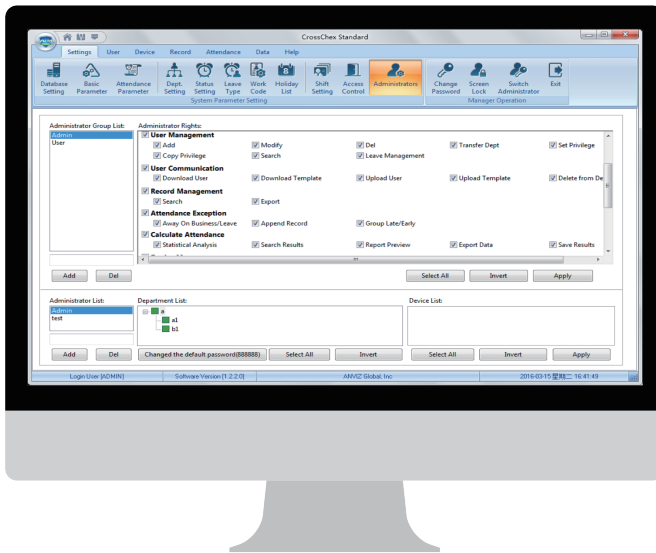 CrossChex Standard
Settings User Device Record Attendance Data Help
Database Setting
Basic Parameter
Attendance Parameter
Dept. Setting
Status Setting
Leave Type
Work Code
Holiday List
Shift Setting
Access Control
Administrators
Change Password
Screen Lock
Switch Administrator
Exit
System Parameter Setting
Manager Operation
Administrator Group List:
Admin
User
Add Del
Administrator Rights:
User Management
Add Modify Del Transfer Dept Set Privilege
Copy Privilege Search Leave Management
User Communication
Download User Download Template Upload User Upload Template Delete from De
Record Management
Search Export
Attendance Exception
Away On Business/Leave Append Record Group Late/Early
Calculate Attendance
Statistical Analysis Search Results Report Preview Export Data Save Results
Select All Invert Apply
Administrator List:
Admin
test
Add Del
Department List:
a
a1
b1
Changed the default password(888888) Select All Invert
Device List:
Select All Invert Apply
Login User [ADMIN] Software Version [1.2.2.0] ANVIZ Global, Inc 2016-03-15 星期二 16:41:49